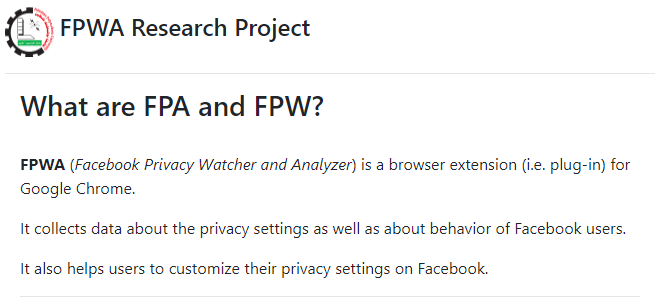 FPWA Research Project
What are FPA and FPW?
FPWA (Facebook Privacy Watcher and Analyzer) is a browser extension (i.e. plug-in) for
Google Chrome.
It collects data about the privacy settings as well as about behavior of Facebook users.
It also helps users to customize their privacy settings on Facebook.